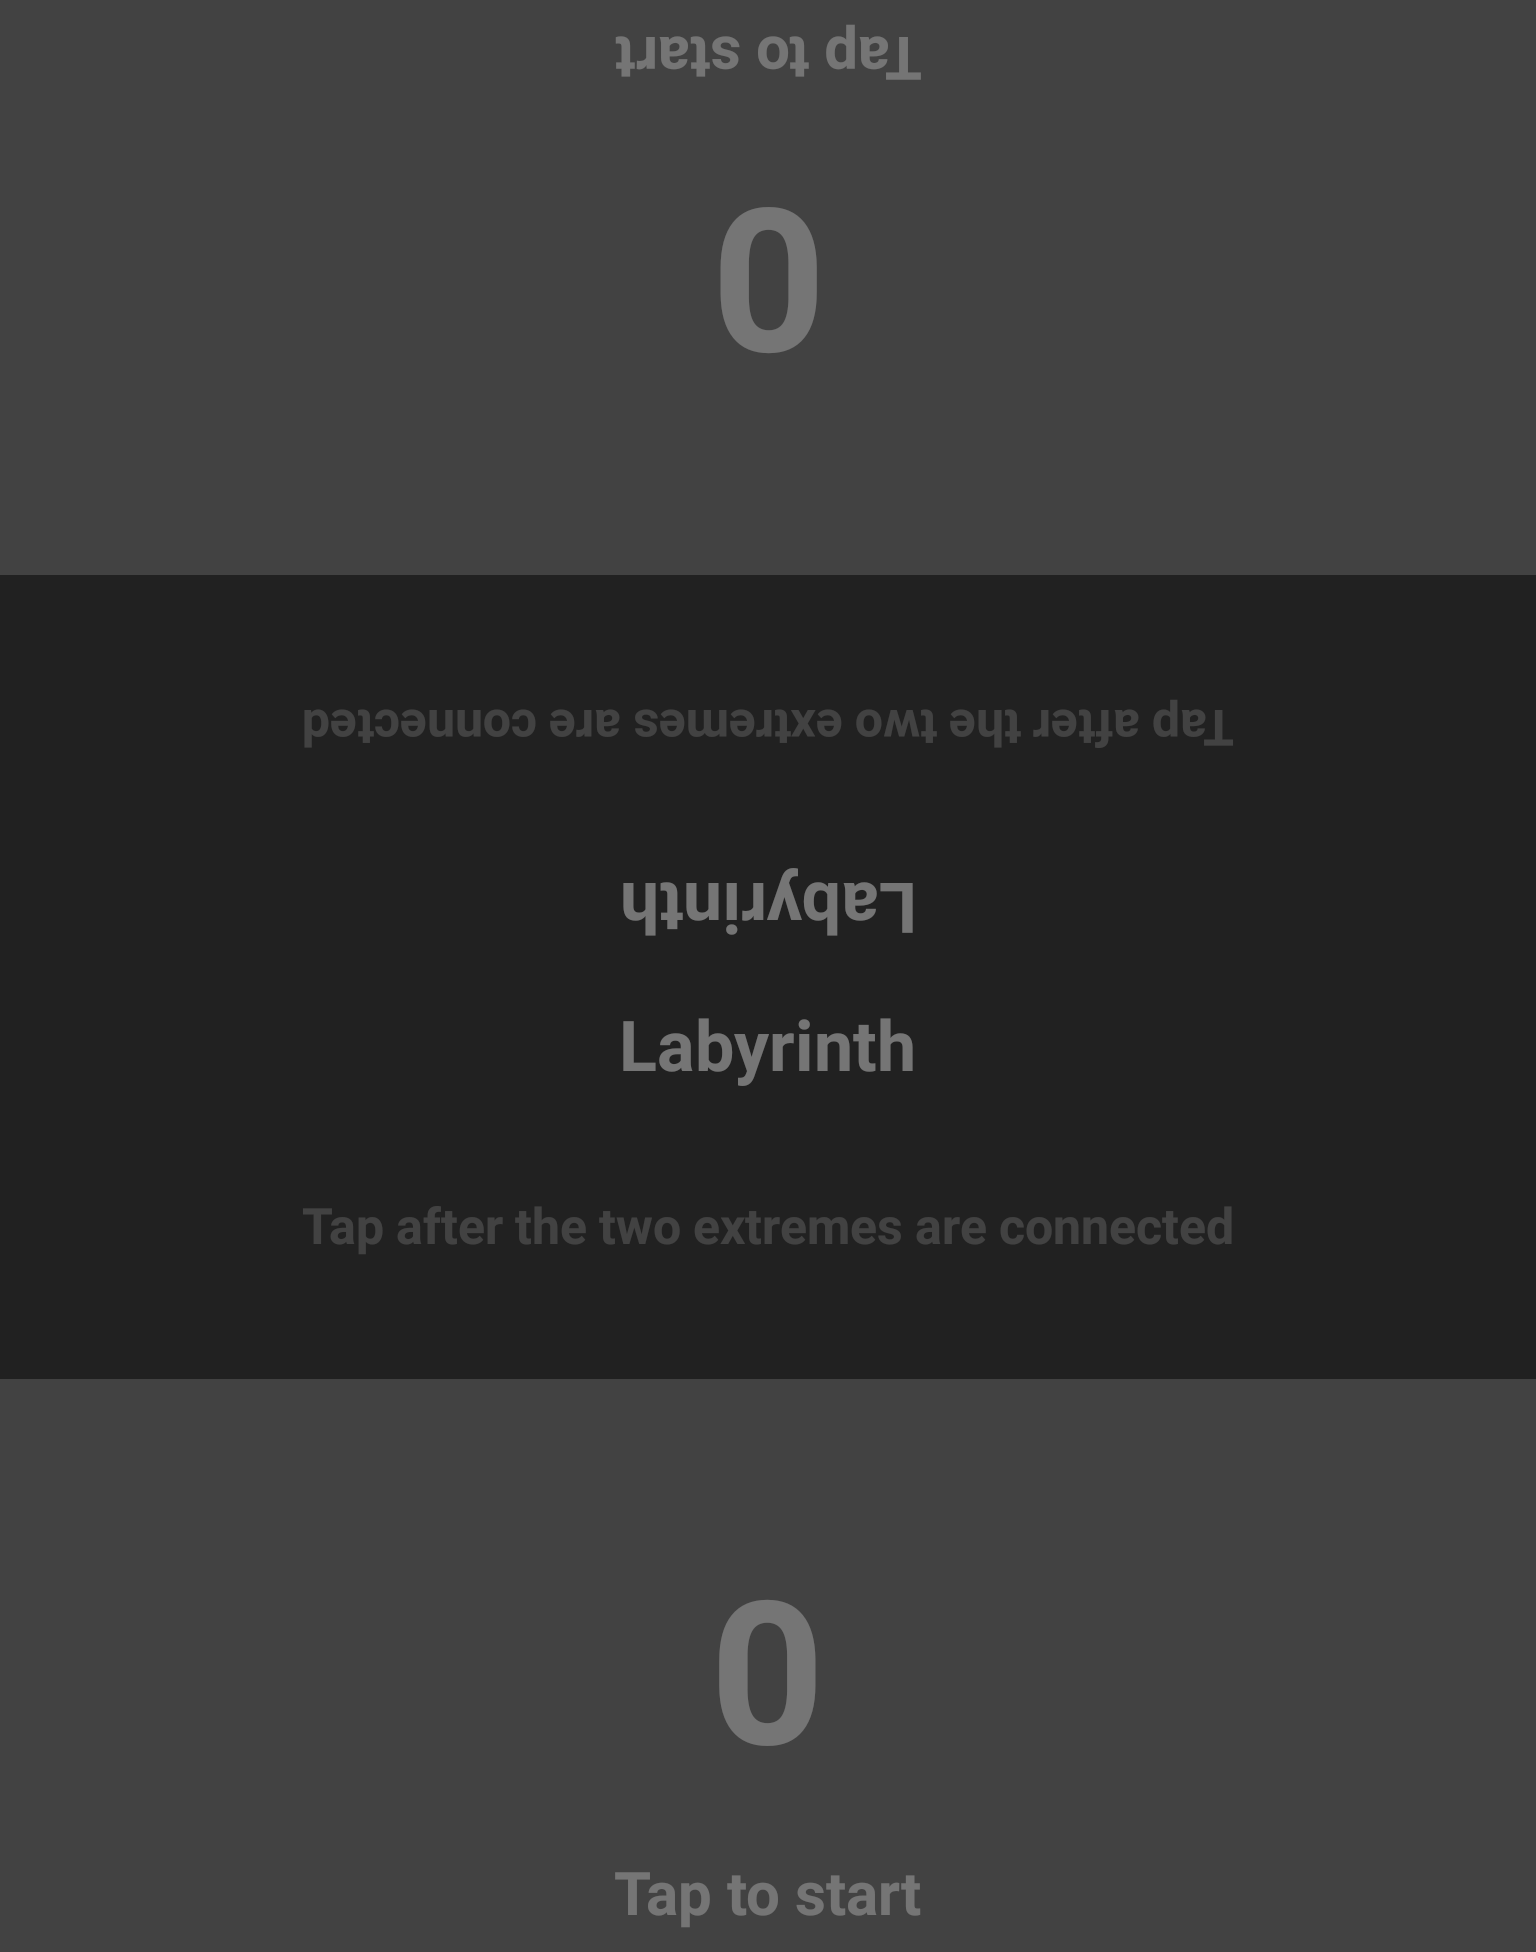 Tap to start
0
Tap after the two extremes are connected
Labyrinth
Labyrinth
Tap after the two extremes are connected
0
Tap to start